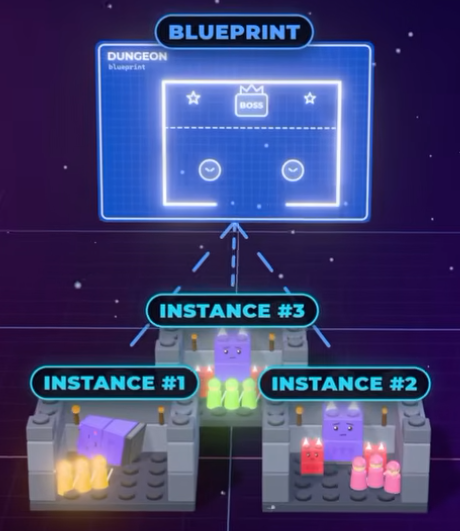 BLUEPRINT
DUNGEON
blueprint
BOSS
INSTANCE #3
INSTANCE #1
INSTANCE #2